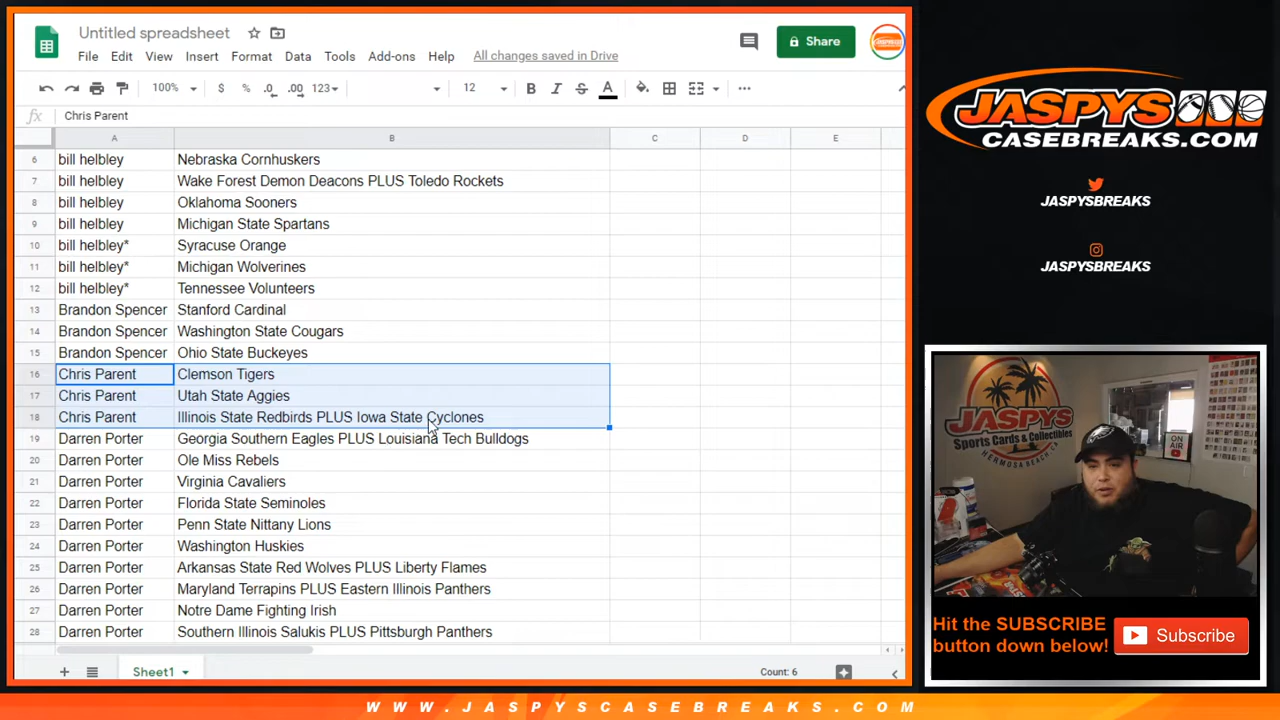 Untitled spreadsheet
File Edit View Insert Format Data Tools Add-ons Help All changes saved in Drive
Share
100% $ % .0 .00 123 12 B I S A
fx Chris Parent
A B C D E
6 bill helbley Nebraska Cornhuskers
7 bill helbley Wake Forest Demon Deacons PLUS Toledo Rockets
8 bill helbley Oklahoma Sooners
9 bill helbley Michigan State Spartans
10 bill helbley* Syracuse Orange
11 bill helbley* Michigan Wolverines
12 bill helbley* Tennessee Volunteers
13 Brandon Spencer Stanford Cardinal
14 Brandon Spencer Washington State Cougars
15 Brandon Spencer Ohio State Buckeyes
16 Chris Parent Clemson Tigers
17 Chris Parent Utah State Aggies
18 Chris Parent Illinois State Redbirds PLUS Iowa State Cyclones
19 Darren Porter Georgia Southern Eagles PLUS Louisiana Tech Bulldogs
20 Darren Porter Ole Miss Rebels
21 Darren Porter Virginia Cavaliers
22 Darren Porter Florida State Seminoles
23 Darren Porter Penn State Nittany Lions
24 Darren Porter Washington Huskies
25 Darren Porter Arkansas State Red Wolves PLUS Liberty Flames
26 Darren Porter Maryland Terrapins PLUS Eastern Illinois Panthers
27 Darren Porter Notre Dame Fighting Irish
28 Darren Porter Southern Illinois Salukis PLUS Pittsburgh Panthers
Sheet1 Count: 6
JASPYS
CASEBREAKS.COM
JASPYSBREAKS
JASPYSBREAKS
JASPYS
Sports Cards & Collectibles
HERMOSA BEACH CA
ON AIR
Hit the SUBSCRIBE
button down below!
Subscribe
WWW.JASPYSCASEBREAKS.COM